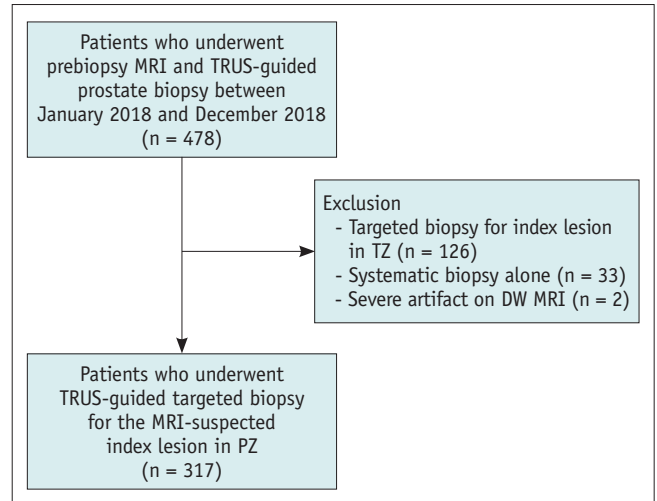 Patients who underwent
prebiopsy MRI and TRUS-guided
prostate biopsy between
January 2018 and December 2018
(n = 478)
Exclusion
- Targeted biopsy for index lesion
in TZ (n = 126)
- Systematic biopsy alone (n = 33)
- Severe artifact on DW MRI (n = 2)
Patients who underwent
TRUS-guided targeted biopsy
for the MRI-suspected
index lesion in PZ
(n = 317)